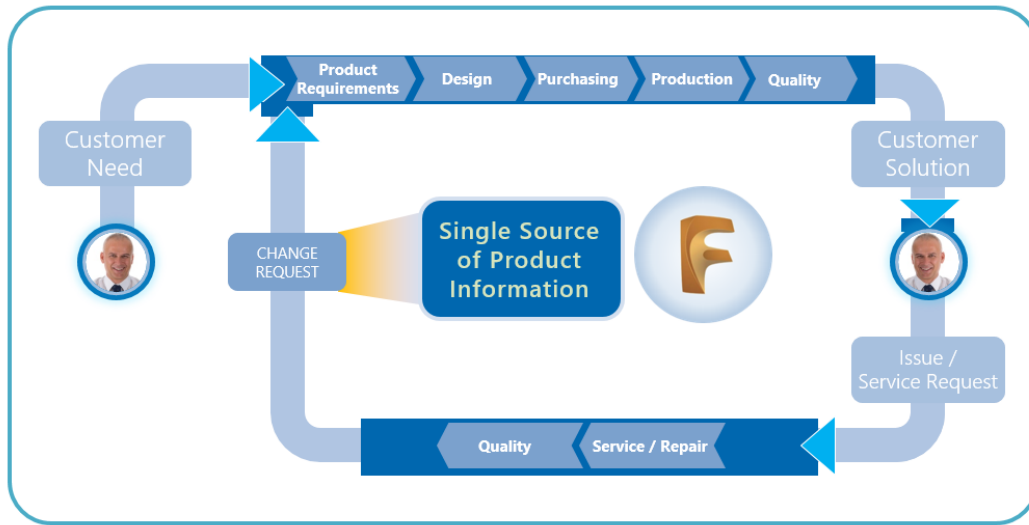 Product
Requirements
Design
Purchasing
Production
Quality
Customer
Need
Customer
Solution
CHANGE
REQUEST
Single Source
of Product
Information
F
Issue /
Service Request
Quality
Service / Repair